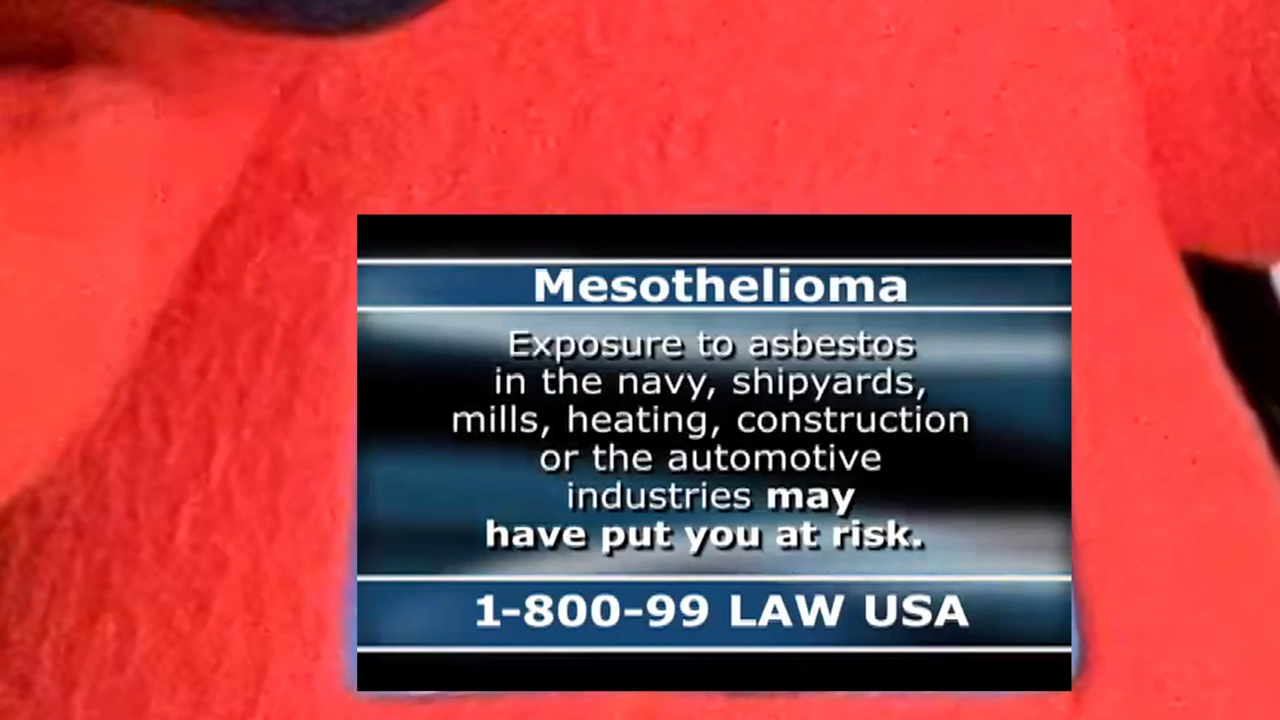 Mesothelioma
Exposure to asbestos
in the navy, shipyards,
mills, heating, construction
or the automotive
industries may
have put you at risk.
1-800-99 LAW USA